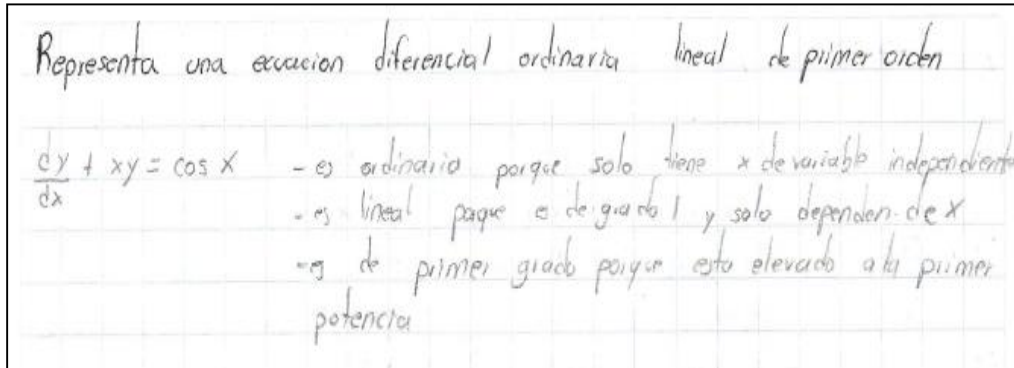 Representa una ecuacion diferencial ordinaria lineal de primer orden
dy/dx + xy = cos x - es ordinaria porque solo tiene x de variable independiente
- es lineal porque es de grado 1 y solo dependen de x
- es de primer grado porque esta elevado a la primer
potencia